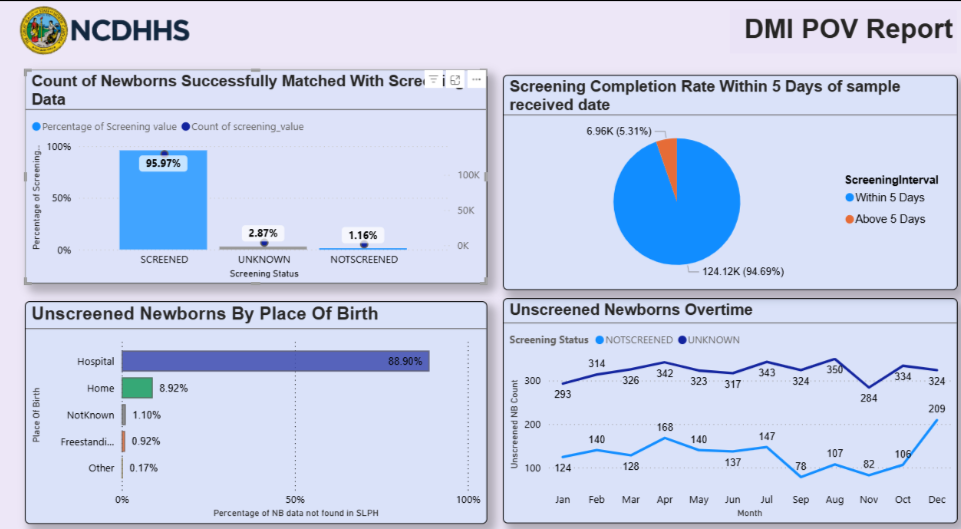 NCDHHS
DMI POV Report
Count of Newborns Successfully Matched With
Data
Percentage of Screening value Count of screening_value
Percentage of Screening...
100%
50%
0%
100K
50K
0K
95.97%
2.87%
1.16%
SCREENED UNKNOWN NOTSCREENED
Screening Status
Screening Completion Rate Within 5 Days of sample
received date
6.96K (5.31%)
124.12K (94.69%)
ScreeningInterval
Within 5 Days
Above 5 Days
Unscreened Newborns By Place Of Birth
Place Of Birth
Hospital 88.90%
Home 8.92%
NotKnown 1.10%
Freestandi... 0.92%
Other 0.17%
0% 50% 100%
Percentage of NB data not found in SLPH
Unscreened Newborns Overtime
Screening Status NOTSCREENED UNKNOWN
Unscreened NB Count
300
200
100
293 314 326 342 323 317 343 324 350 284 334 324
124 140 128 168 140 137 147 78 107 82 106 209
Jan Feb Mar Apr May Jun Jul Sep Aug Nov Oct Dec
Month